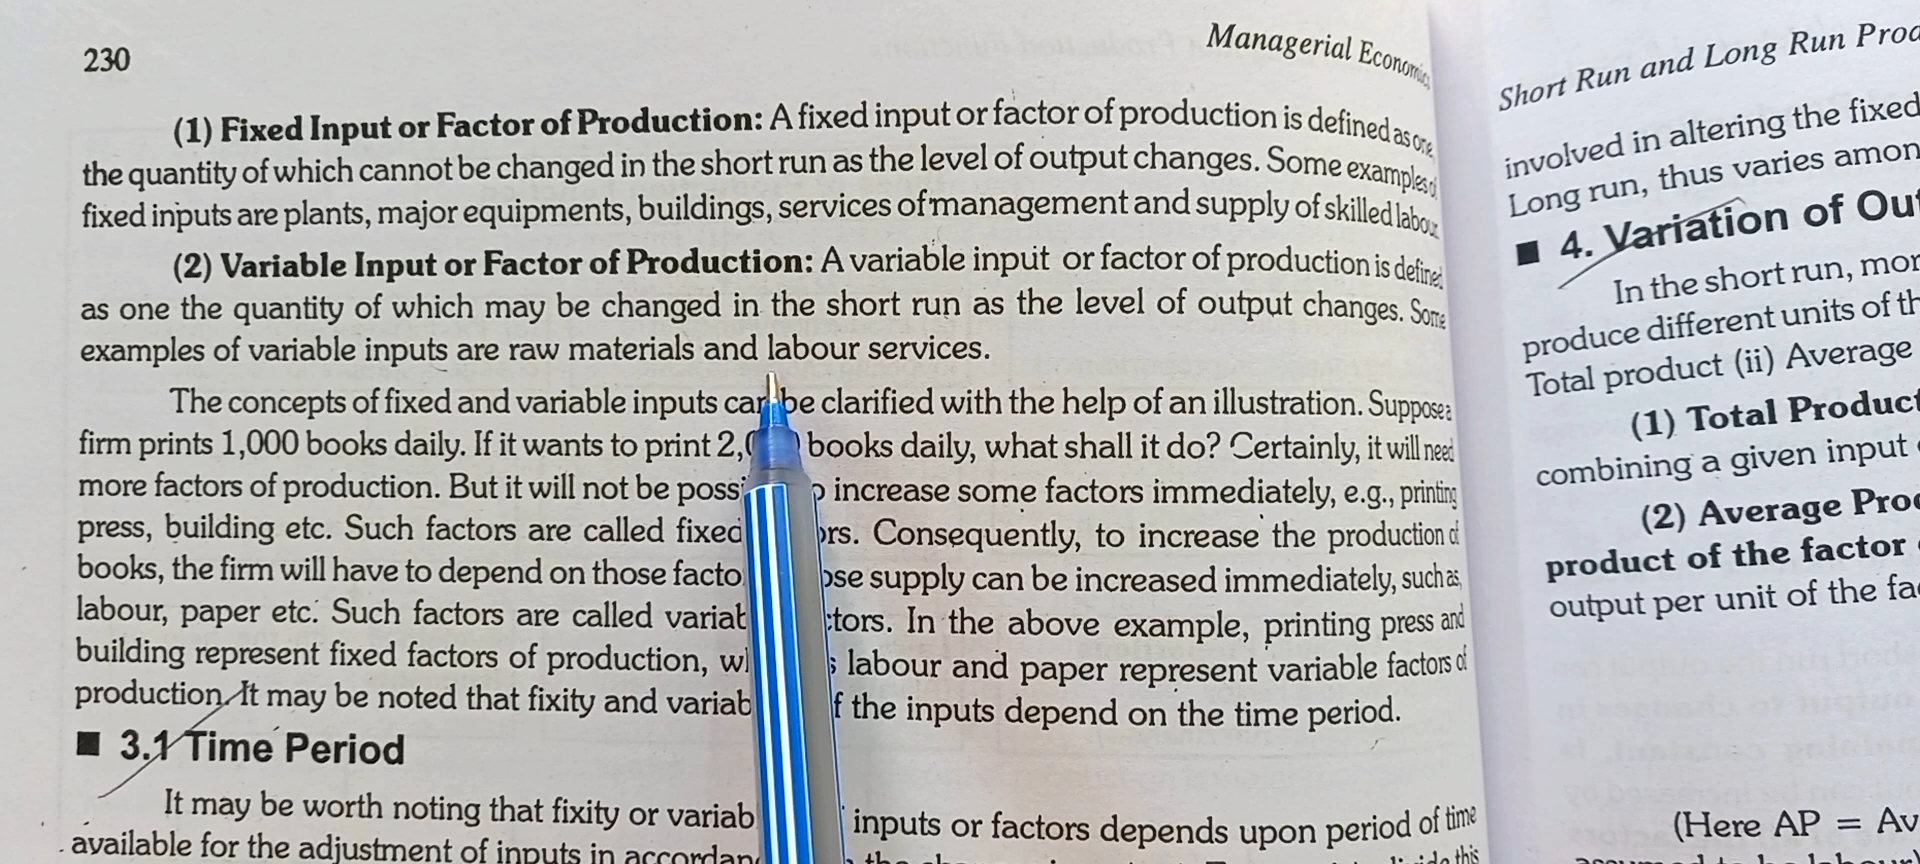 230
Managerial Economics
(1) Fixed Input or Factor of Production: A fixed input or factor of production is defined as one,
the quantity of which cannot be changed in the short run as the level of output changes. Some examples of
fixed inputs are plants, major equipments, buildings, services of management and supply of skilled labour.
(2) Variable Input or Factor of Production: A variable input or factor of production is defined
as one the quantity of which may be changed in the short run as the level of output changes. Some
examples of variable inputs are raw materials and labour services.
The concepts of fixed and variable inputs can be clarified with the help of an illustration. Suppose a
firm prints 1,000 books daily. If it wants to print 2, books daily, what shall it do? Certainly, it will need
more factors of production. But it will not be possi increase some factors immediately, e.g., printing
press, building etc. Such factors are called fixed ors. Consequently, to increase the production of
books, the firm will have to depend on those facto ose supply can be increased immediately, such as,
labour, paper etc. Such factors are called variab tors. In the above example, printing press and
building represent fixed factors of production, w s labour and paper represent variable factors of
production. It may be noted that fixity and variab f the inputs depend on the time period.
■ 3.1 Time Period
It may be worth noting that fixity or variab inputs or factors depends upon period of time
available for the adjustment of inputs in accordan this
Short Run and Long Run Prod
involved in altering the fixed
Long run, thus varies amon
■ 4. Variation of Out
In the short run, mor
produce different units of th
Total product (ii) Average
(1) Total Product
combining a given input
(2) Average Prod
product of the factor
output per unit of the fa
(Here AP = Av